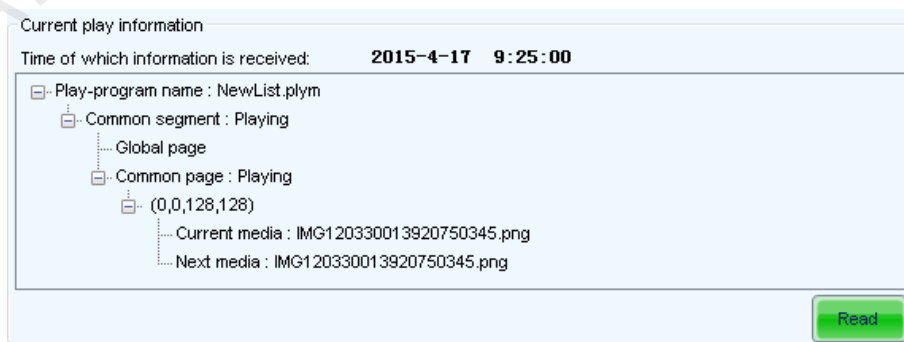 Current play information
Time of which information is received: 2015-4-17 9:25:00
Play-program name : NewList.plym
Common segment : Playing
Global page
Common page : Playing
(0,0,128,128)
Current media : IMG120330013920750345.png
Next media : IMG120330013920750345.png
Read